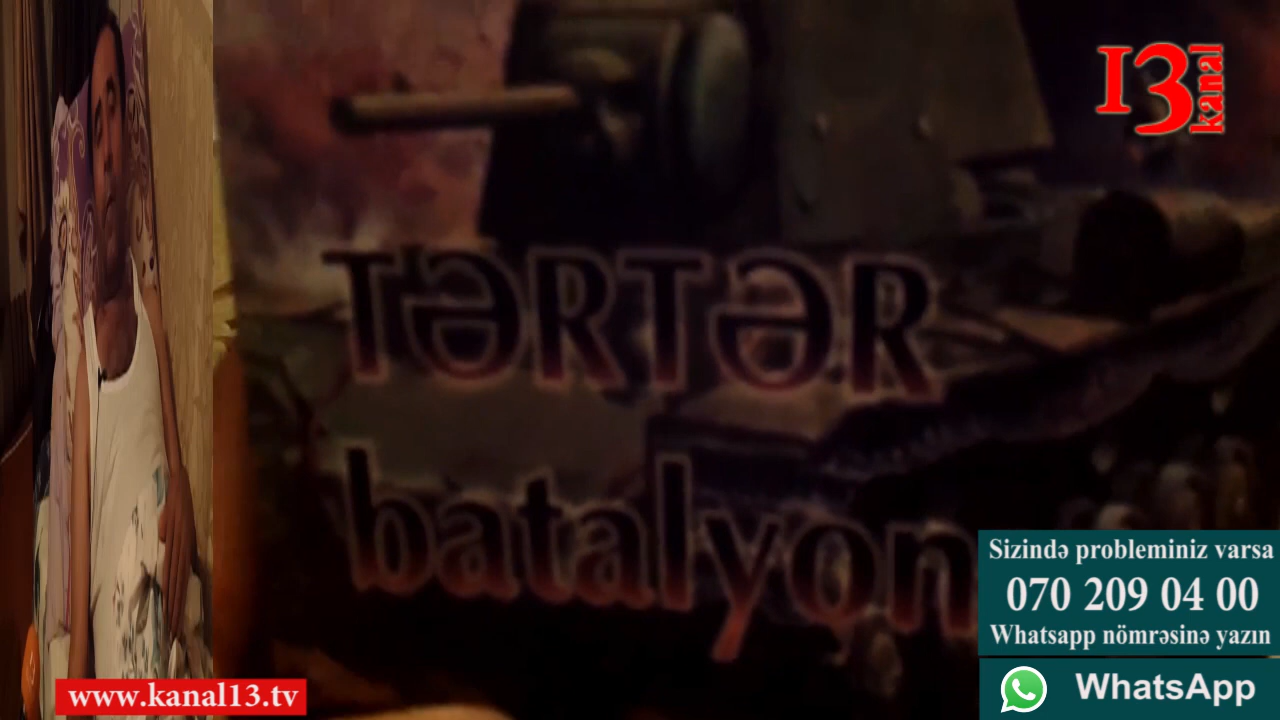 13 kanal
TƏRTƏR
batalyon
Sizində probleminiz varsa
070 209 04 00
Whatsapp nömrəsinə yazın
WhatsApp
www.kanal13.tv